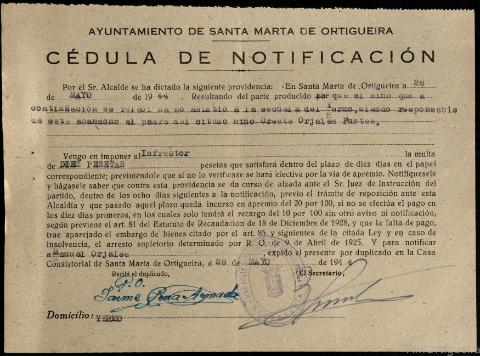 AYUNTAMIENTO DE SANTA MARTA DE ORTIGUEIRA
CÉDULA DE NOTIFICACIÓN
Por el Sr. Alcalde se ha dictado la siguiente providencia: «En Santa Marta de Ortigueira a 26
MAYO de 1944. Resultando del parte producido por que el niño que a
continuación se no asistió a la escuela del Yermo, siendo responsable
de este abandono el padre del citado niño Oreste Orjales Fustes.
Vengo en imponer al Infractor la multa
de DIEZ PESETAS pesetas que satisfará dentro del plazo de diez días en el papel
correspondiente; previniéndole que si no lo verificase se hará efectiva por la vía de apremio. Notifíquesele
y hágasele saber que contra esta providencia se da curso de alzada ante el Sr. Juez de Instrucción del
partido, dentro de los ocho días siguientes a la notificación, previo el trámite de reposición ante esta
Alcaldía y que pasado aquel plazo queda incurso en apremio del 20 por 100, si no se efectúa el pago en
los diez días primeros, en los cuales solo tendrá el recargo del 10 por 100 sin otro aviso ni notificación,
según previene el art. 81 del Estatuto de Recaudación de 18 de Diciembre de 1928, y que la falta de pago,
trae aparejado el embargo de bienes citado por el art. 85 y siguientes de la citada Ley y en caso de
insolvencia, el arresto supletorio determinado por R. O. de 9 de Abril de 1925. Y para notificar
a Manuel Orjales expido al presente por duplicado en la Casa
Consistorial de Santa Marta de Ortigueira, a 26 de MAYO de 194
Recibí el duplicado, El Secretario,
P.O.
Jaime Peña
Domicilio: YERMO